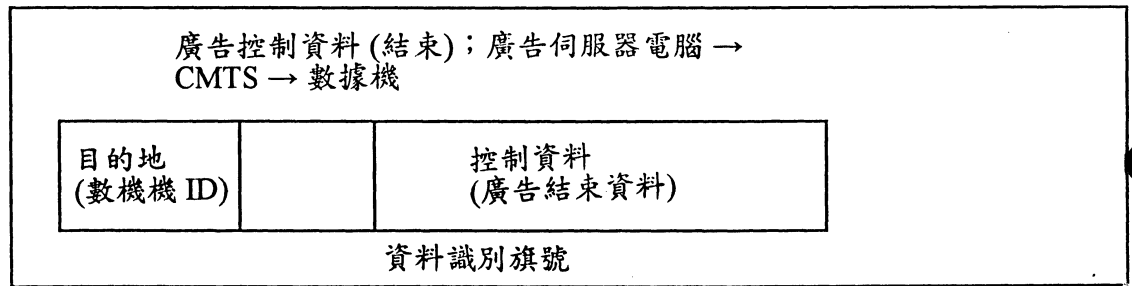 廣告控制資料 (結束)；廣告伺服器電腦 →
CMTS → 數據機
目的地
(數機機 ID)
控制資料
(廣告結束資料)
資料識別旗號